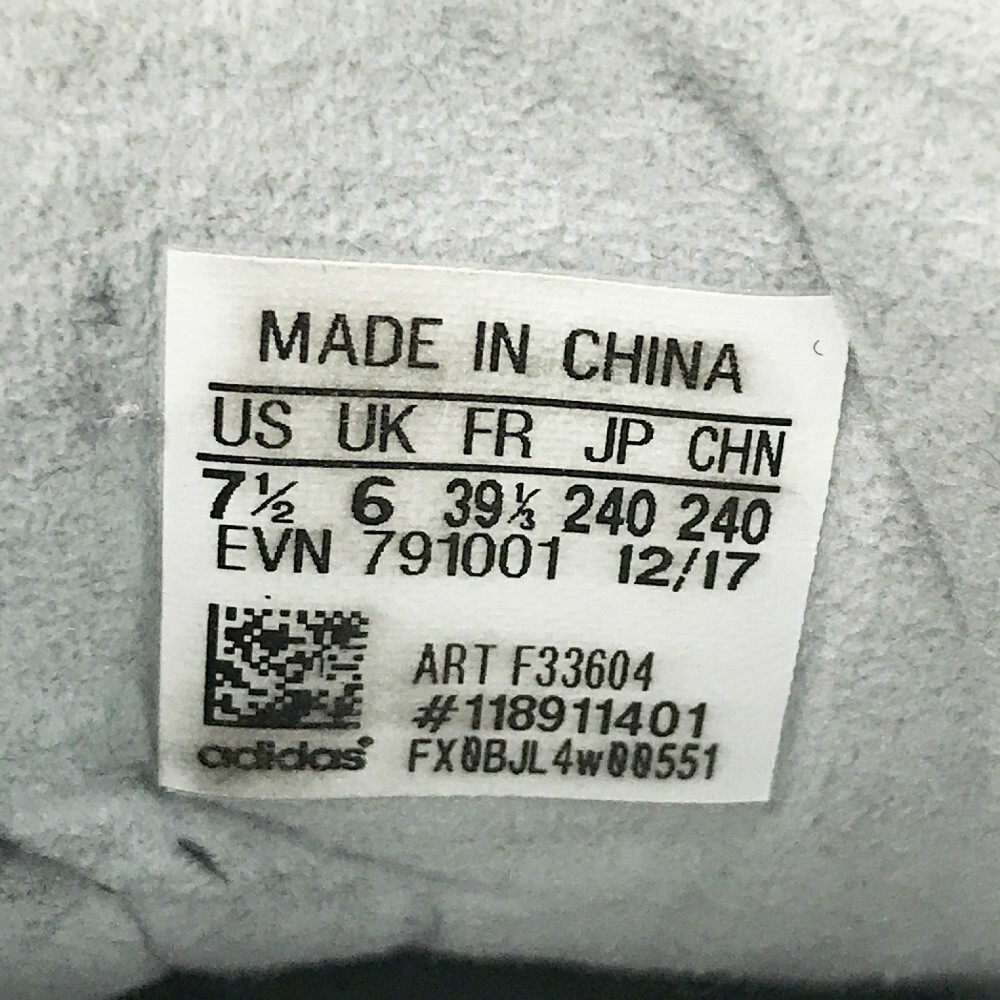 MADE IN CHINA
US UK FR JP CHN
7½ 6 39⅓ 240 240
EVN 791001 12/17
ART F33604
#118911401
adidas® FX0BJL4w00551